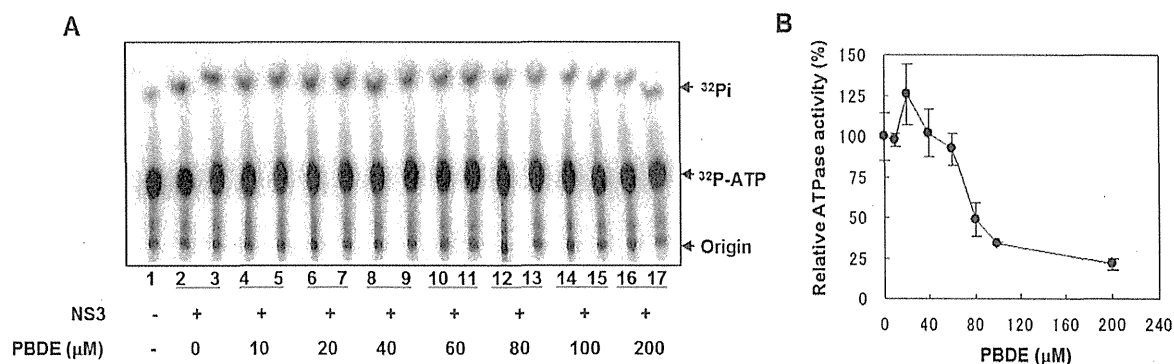 A
³²Pi
³²P-ATP
Origin
1 2 3 4 5 6 7 8 9 10 11 12 13 14 15 16 17
NS3 - + + + + + + + +
PBDE (µM) - 0 10 20 40 60 80 100 200
B
Relative ATPase activity (%)
150
125
100
75
50
25
0
0 40 80 120 160 200 240
PBDE (µM)